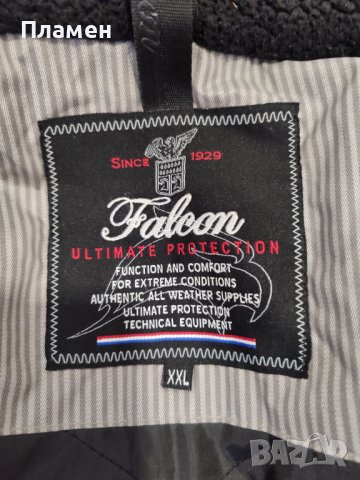 Пламен
SINCE 1929
Falcon
ULTIMATE PROTECTION
FUNCTION AND COMFORT
FOR EXTREME CONDITIONS
AUTHENTIC ALL WEATHER SUPPLIES
ULTIMATE PROTECTION
TECHNICAL EQUIPMENT
XXL
BAZAR